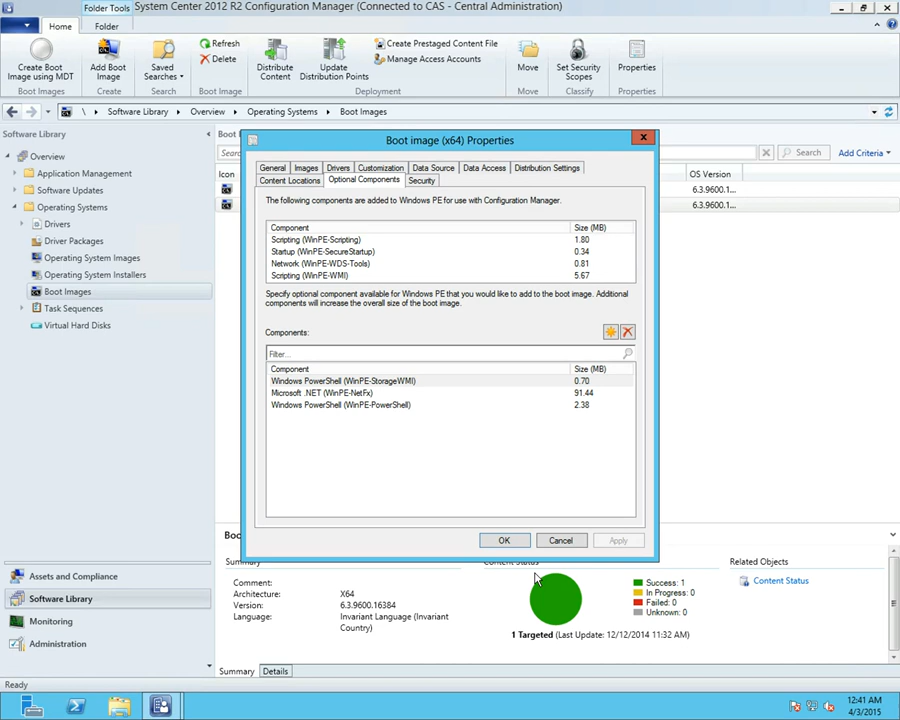 Folder Tools
System Center 2012 R2 Configuration Manager (Connected to CAS - Central Administration)
Home
Folder
Create Boot
Image using MDT
Add Boot
Image
Saved
Searches
Refresh
Delete
Distribute
Content
Update
Distribution Points
Create Prestaged Content File
Manage Access Accounts
Move
Set Security
Scopes
Properties
Boot Images
Create
Search
Boot Image
Deployment
Move
Classify
Properties
\ Software Library Overview Operating Systems Boot Images
Software Library
Overview
Application Management
Software Updates
Operating Systems
Drivers
Driver Packages
Operating System Images
Operating System Installers
Boot Images
Task Sequences
Virtual Hard Disks
Assets and Compliance
Software Library
Monitoring
Administration
Search
Add Criteria
Icon
OS Version
6.3.9600.1...
6.3.9600.1...
Boot image (x64) Properties
General Images Drivers Customization Data Source Data Access Distribution Settings
Content Locations Optional Components Security
The following components are added to Windows PE for use with Configuration Manager.
Component Size (MB)
Scripting (WinPE-Scripting) 1.80
Startup (WinPE-SecureStartup) 0.34
Network (WinPE-WDS-Tools) 0.81
Scripting (WinPE-WMI) 5.67
Specify optional component available for Windows PE that you would like to add to the boot image. Additional
components will increase the overall size of the boot image.
Components:
Filter...
Component Size (MB)
Windows PowerShell (WinPE-StorageWMI) 0.70
Microsoft .NET (WinPE-NetFx) 91.44
Windows PowerShell (WinPE-PowerShell) 2.38
OK Cancel Apply
Comment:
Architecture: X64
Version: 6.3.9600.16384
Language: Invariant Language (Invariant
Country)
Success: 1
In Progress: 0
Failed: 0
Unknown: 0
1 Targeted (Last Update: 12/12/2014 11:32 AM)
Related Objects
Content Status
Summary Details
Ready
12:41 AM
4/3/2015